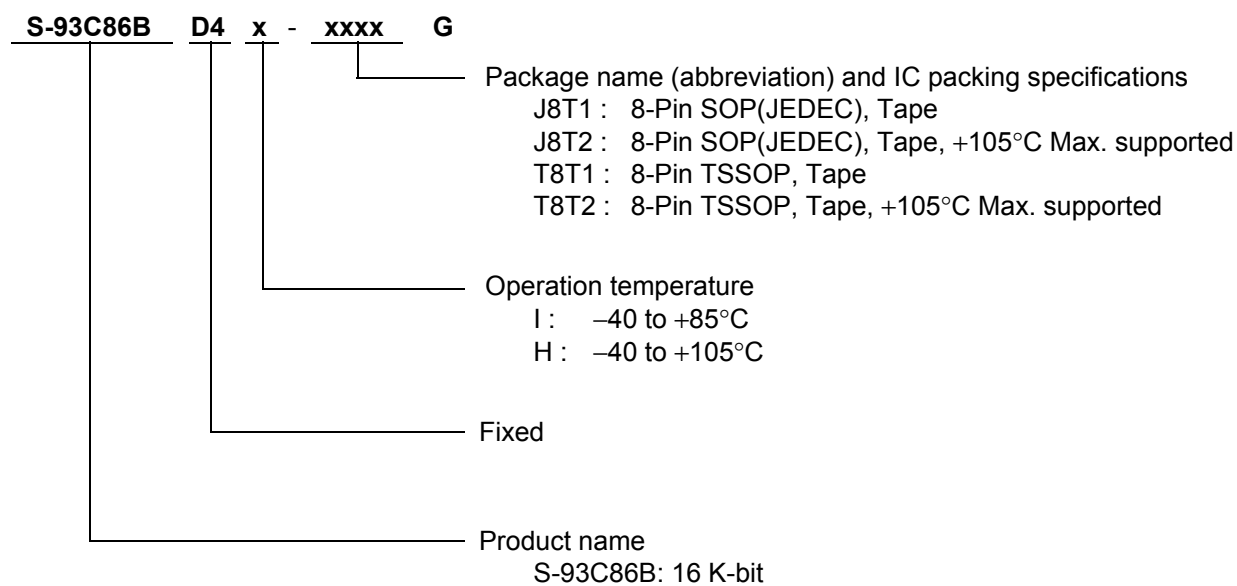 S-93C86B D4 x - xxxx G
Package name (abbreviation) and IC packing specifications
J8T1 : 8-Pin SOP(JEDEC), Tape
J8T2 : 8-Pin SOP(JEDEC), Tape, +105°C Max. supported
T8T1 : 8-Pin TSSOP, Tape
T8T2 : 8-Pin TSSOP, Tape, +105°C Max. supported
Operation temperature
I : −40 to +85°C
H : −40 to +105°C
Fixed
Product name
S-93C86B: 16 K-bit